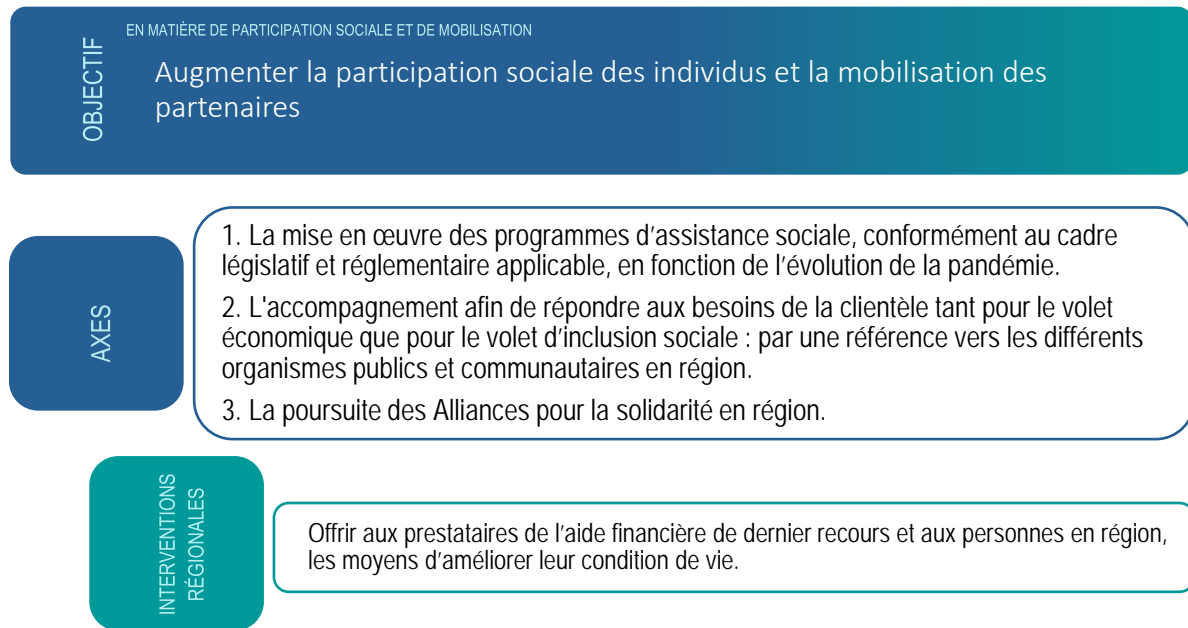 OBJECTIF
EN MATIÈRE DE PARTICIPATION SOCIALE ET DE MOBILISATION
Augmenter la participation sociale des individus et la mobilisation des
partenaires
AXES
1. La mise en œuvre des programmes d’assistance sociale, conformément au cadre
législatif et réglementaire applicable, en fonction de l’évolution de la pandémie.
2. L'accompagnement afin de répondre aux besoins de la clientèle tant pour le volet
économique que pour le volet d’inclusion sociale : par une référence vers les différents
organismes publics et communautaires en région.
3. La poursuite des Alliances pour la solidarité en région.
INTERVENTIONS
RÉGIONALES
Offrir aux prestataires de l’aide financière de dernier recours et aux personnes en région,
les moyens d’améliorer leur condition de vie.